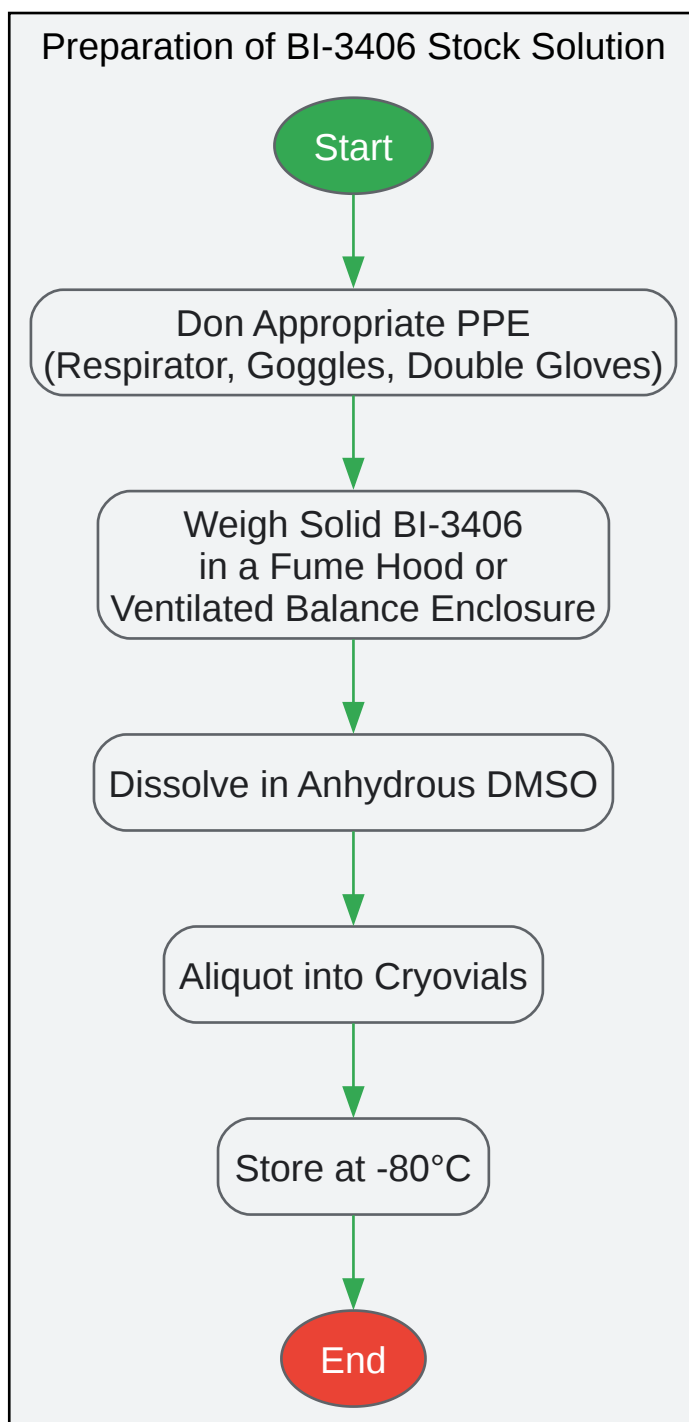 Preparation of BI-3406 Stock Solution
Start
Don Appropriate PPE
(Respirator, Goggles, Double Gloves)
Weigh Solid BI-3406
in a Fume Hood or
Ventilated Balance Enclosure
Dissolve in Anhydrous DMSO
Aliquot into Cryovials
Store at -80°C
End